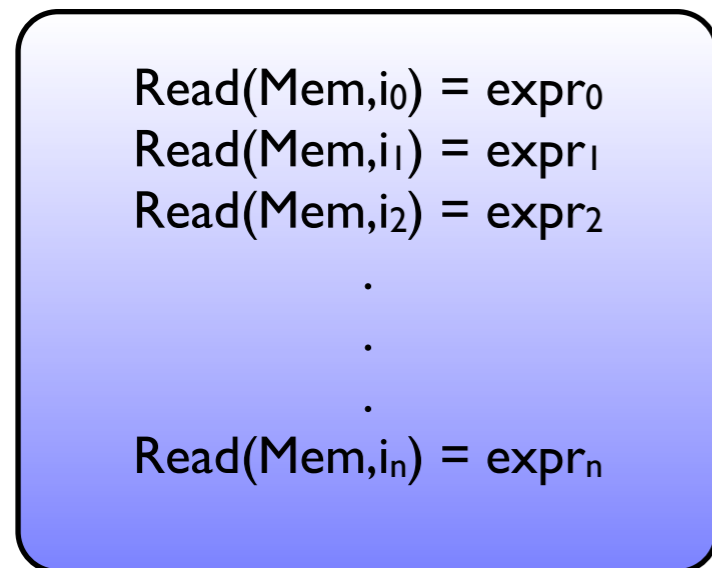 Read(Mem,i₀) = expr₀
Read(Mem,i₁) = expr₁
Read(Mem,i₂) = expr₂
.
.
.
Read(Mem,iₙ) = exprₙ